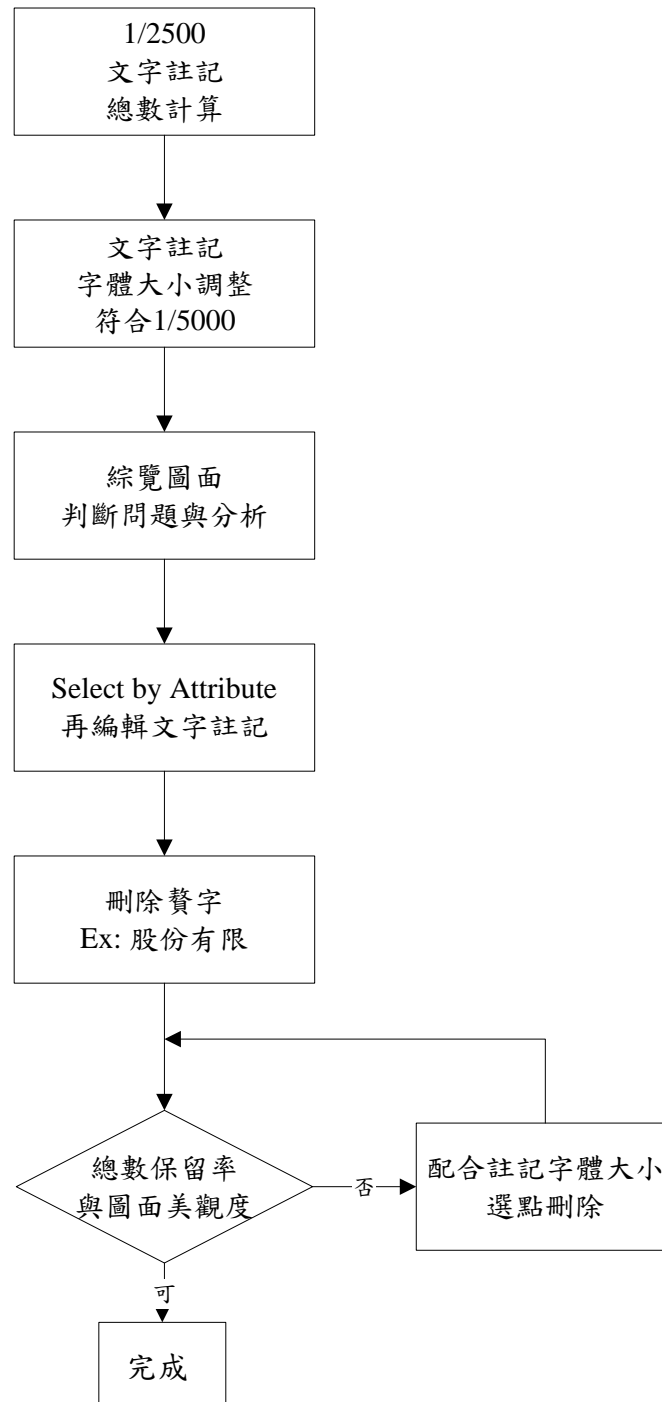 1/2500
文字註記
總數計算
文字註記
字體大小調整
符合1/5000
綜覽圖面
判斷問題與分析
Select by Attribute
再編輯文字註記
刪除贅字
Ex: 股份有限
總數保留率
與圖面美觀度
否
配合註記字體大小
選點刪除
可
完成